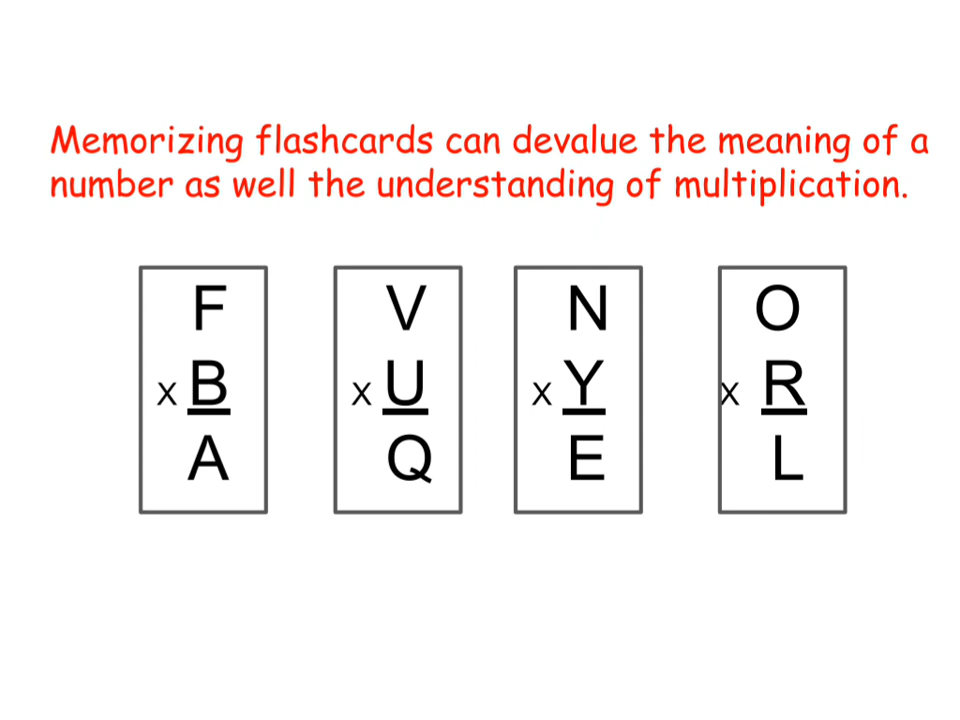 Memorizing flashcards can devalue the meaning of a
number as well the understanding of multiplication.
F
x B
A
V
x U
Q
N
x Y
E
O
x R
L